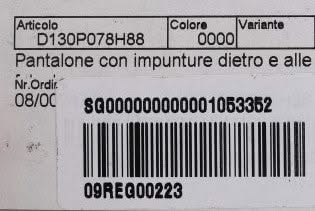 Articolo Colore Variante
D130P078H88 0000
Pantalone con impunture dietro e alle
Nr.Ordi
08/00
SG000000000001053352
09REG00223